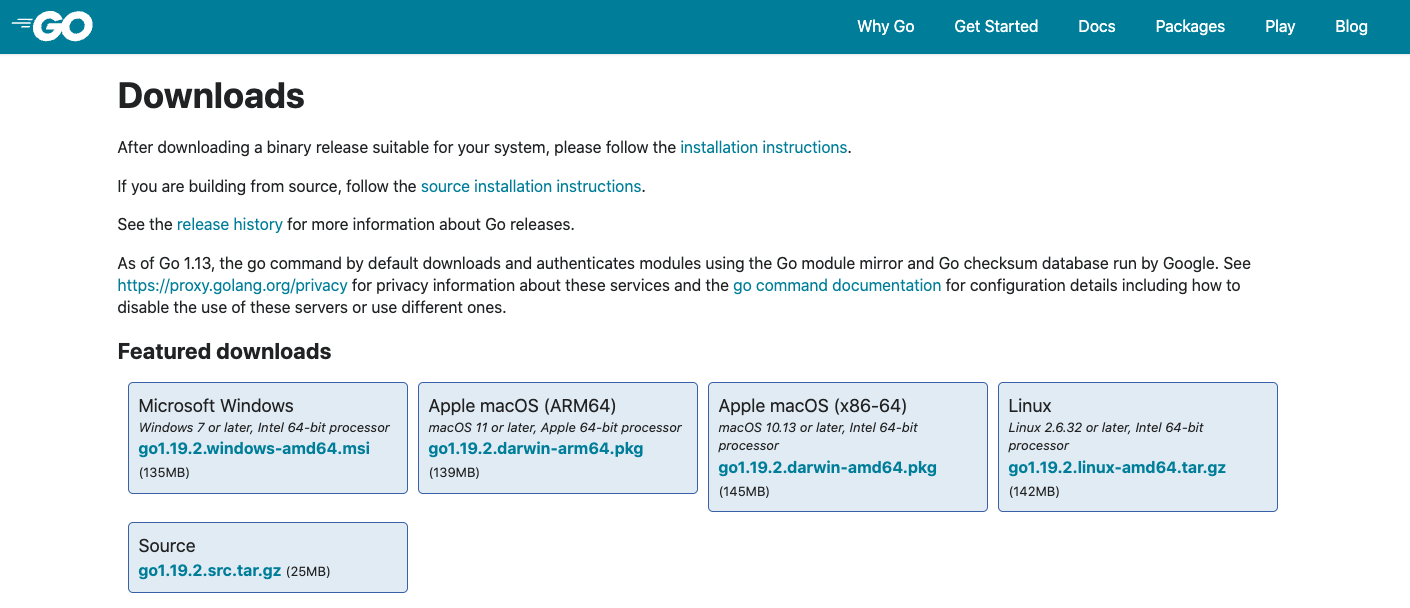 GO
Why Go Get Started Docs Packages Play Blog
Downloads
After downloading a binary release suitable for your system, please follow the installation instructions.
If you are building from source, follow the source installation instructions.
See the release history for more information about Go releases.
As of Go 1.13, the go command by default downloads and authenticates modules using the Go module mirror and Go checksum database run by Google. See
https://proxy.golang.org/privacy for privacy information about these services and the go command documentation for configuration details including how to
disable the use of these servers or use different ones.
Featured downloads
Microsoft Windows
Windows 7 or later, Intel 64-bit processor
go1.19.2.windows-amd64.msi
(135MB)
Apple macOS (ARM64)
macOS 11 or later, Apple 64-bit processor
go1.19.2.darwin-arm64.pkg
(139MB)
Apple macOS (x86-64)
macOS 10.13 or later, Intel 64-bit
processor
go1.19.2.darwin-amd64.pkg
(145MB)
Linux
Linux 2.6.32 or later, Intel 64-bit
processor
go1.19.2.linux-amd64.tar.gz
(142MB)
Source
go1.19.2.src.tar.gz (25MB)